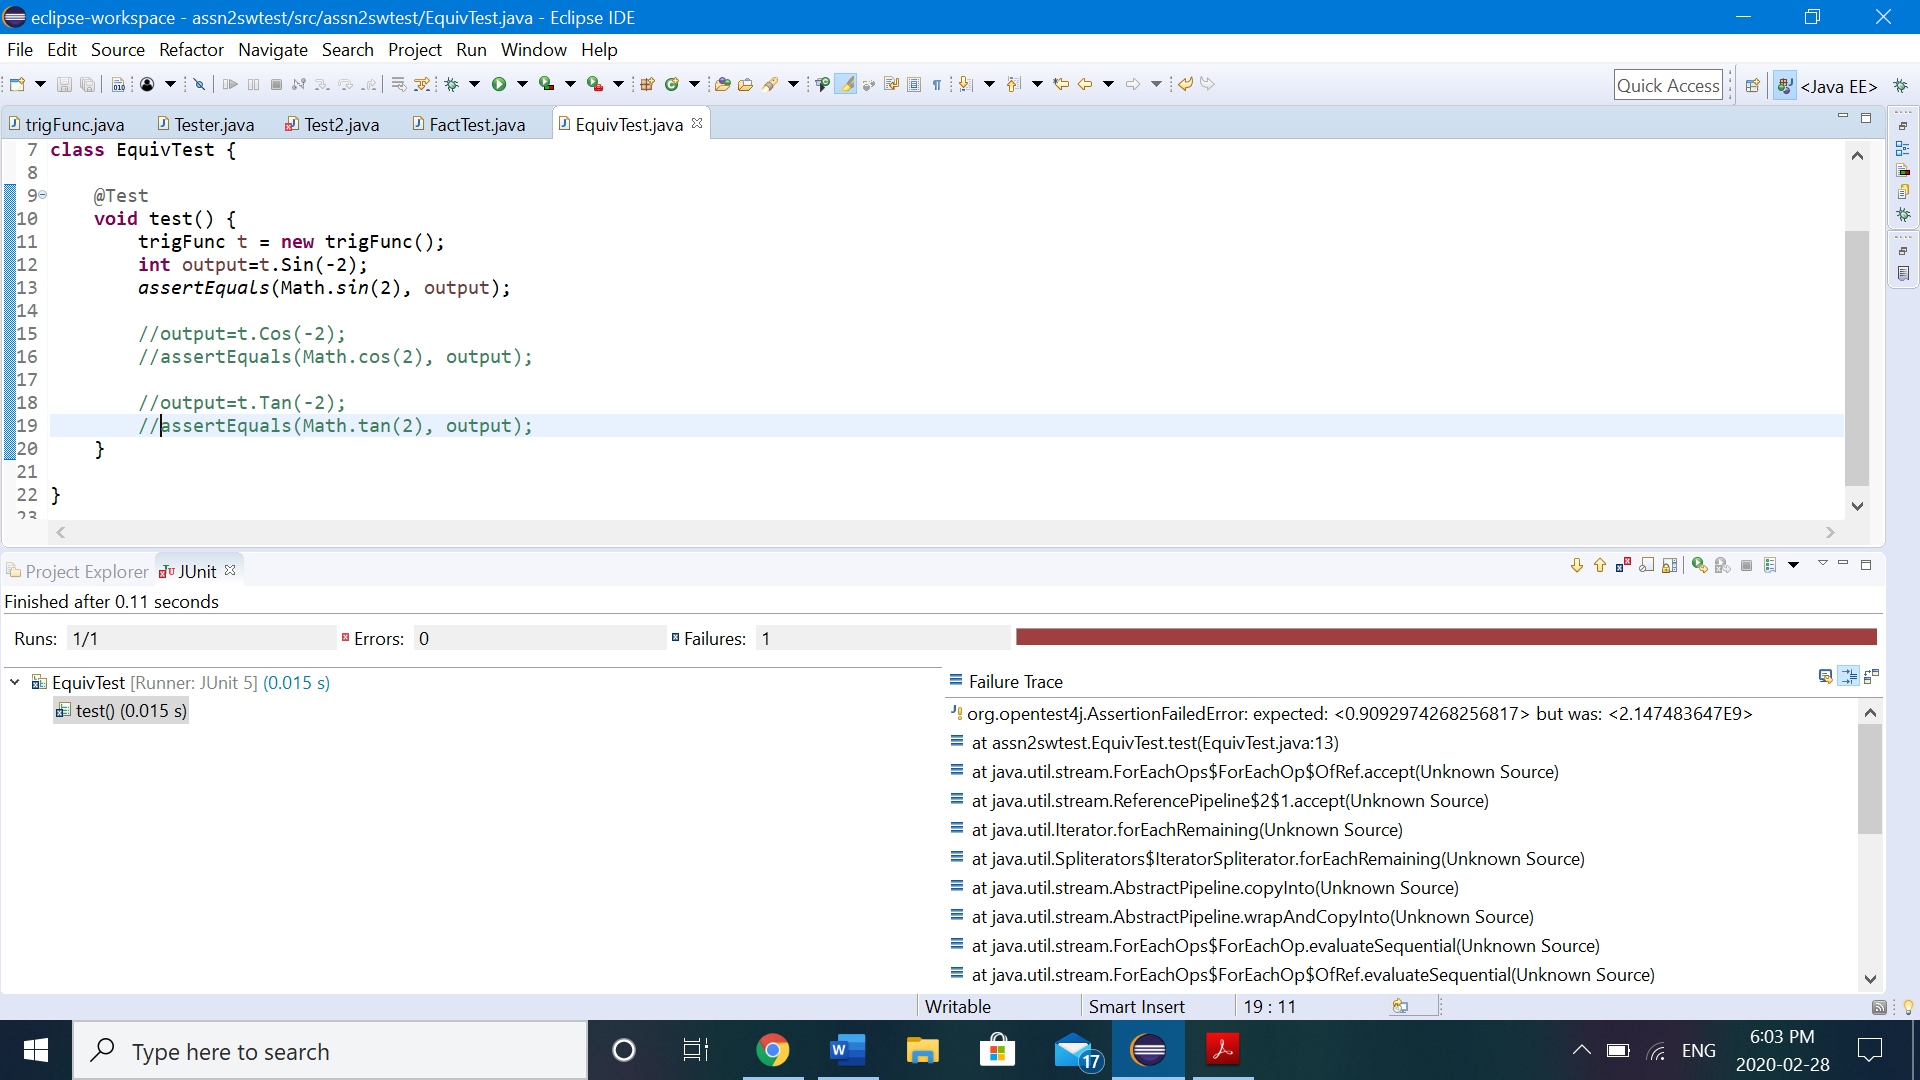 eclipse-workspace - assn2swtest/src/assn2swtest/EquivTest.java - Eclipse IDE
File Edit Source Refactor Navigate Search Project Run Window Help
Quick Access
<Java EE>
trigFunc.java Tester.java Test2.java FactTest.java EquivTest.java
7 class EquivTest {
8
9 @Test
10 void test() {
11 trigFunc t = new trigFunc();
12 int output=t.Sin(-2);
13 assertEquals(Math.sin(2), output);
14
15 //output=t.Cos(-2);
16 //assertEquals(Math.cos(2), output);
17
18 //output=t.Tan(-2);
19 //assertEquals(Math.tan(2), output);
20 }
21
22 }
23
Project Explorer JUnit
Finished after 0.11 seconds
Runs: 1/1 Errors: 0 Failures: 1
EquivTest [Runner: JUnit 5] (0.015 s)
test() (0.015 s)
Failure Trace
org.opentest4j.AssertionFailedError: expected: <0.9092974268256817> but was: <2.147483647E9>
at assn2swtest.EquivTest.test(EquivTest.java:13)
at java.util.stream.ForEachOps$ForEachOp$OfRef.accept(Unknown Source)
at java.util.stream.ReferencePipeline$2$1.accept(Unknown Source)
at java.util.Iterator.forEachRemaining(Unknown Source)
at java.util.Spliterators$IteratorSpliterator.forEachRemaining(Unknown Source)
at java.util.stream.AbstractPipeline.copyInto(Unknown Source)
at java.util.stream.AbstractPipeline.wrapAndCopyInto(Unknown Source)
at java.util.stream.ForEachOps$ForEachOp.evaluateSequential(Unknown Source)
at java.util.stream.ForEachOps$ForEachOp$OfRef.evaluateSequential(Unknown Source)
Writable Smart Insert 19 : 11
Type here to search
17
ENG
6:03 PM
2020-02-28